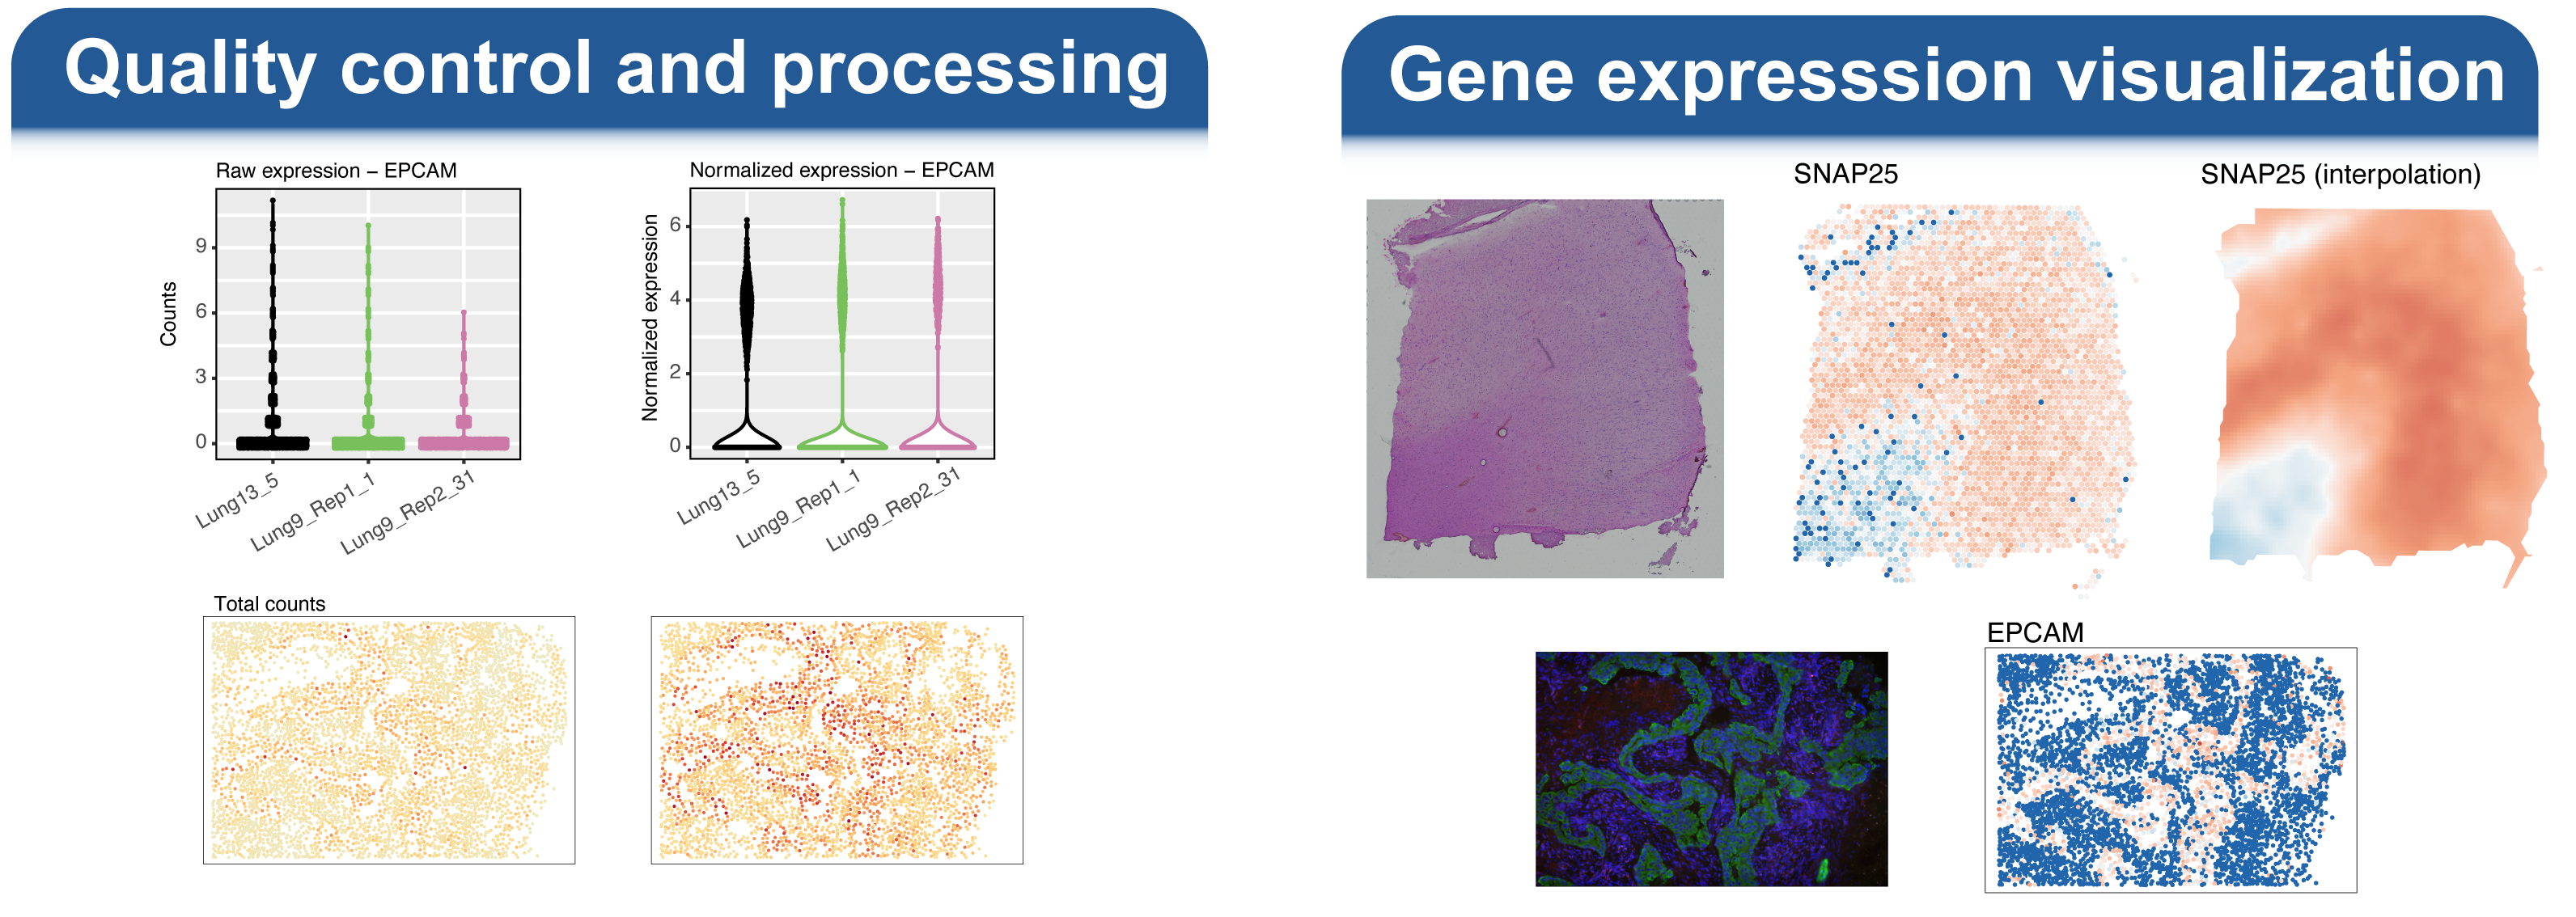 Quality control and processing
Raw expression – EPCAM
Counts
9
6
3
0
Lung13_5
Lung9_Rep1_1
Lung9_Rep2_31
Normalized expression – EPCAM
Normalized expression
6
4
2
0
Lung13_5
Lung9_Rep1_1
Lung9_Rep2_31
Total counts
Gene expresssion visualization
SNAP25
SNAP25 (interpolation)
EPCAM